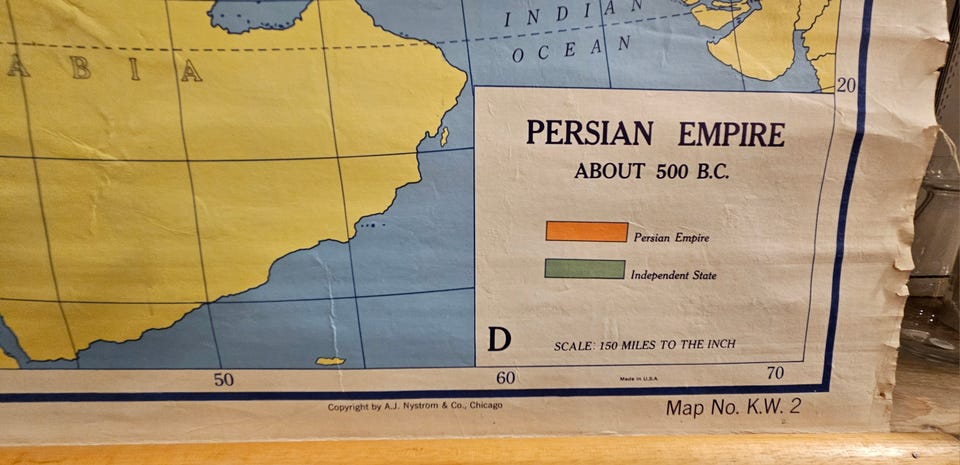 INDIAN
OCEAN
ABIA
20
PERSIAN EMPIRE
ABOUT 500 B.C.
Persian Empire
Independent State
D
SCALE: 150 MILES TO THE INCH
50
60
70
Made in U.S.A.
Copyright by A.J. Nystrom & Co., Chicago
Map No. K.W. 2